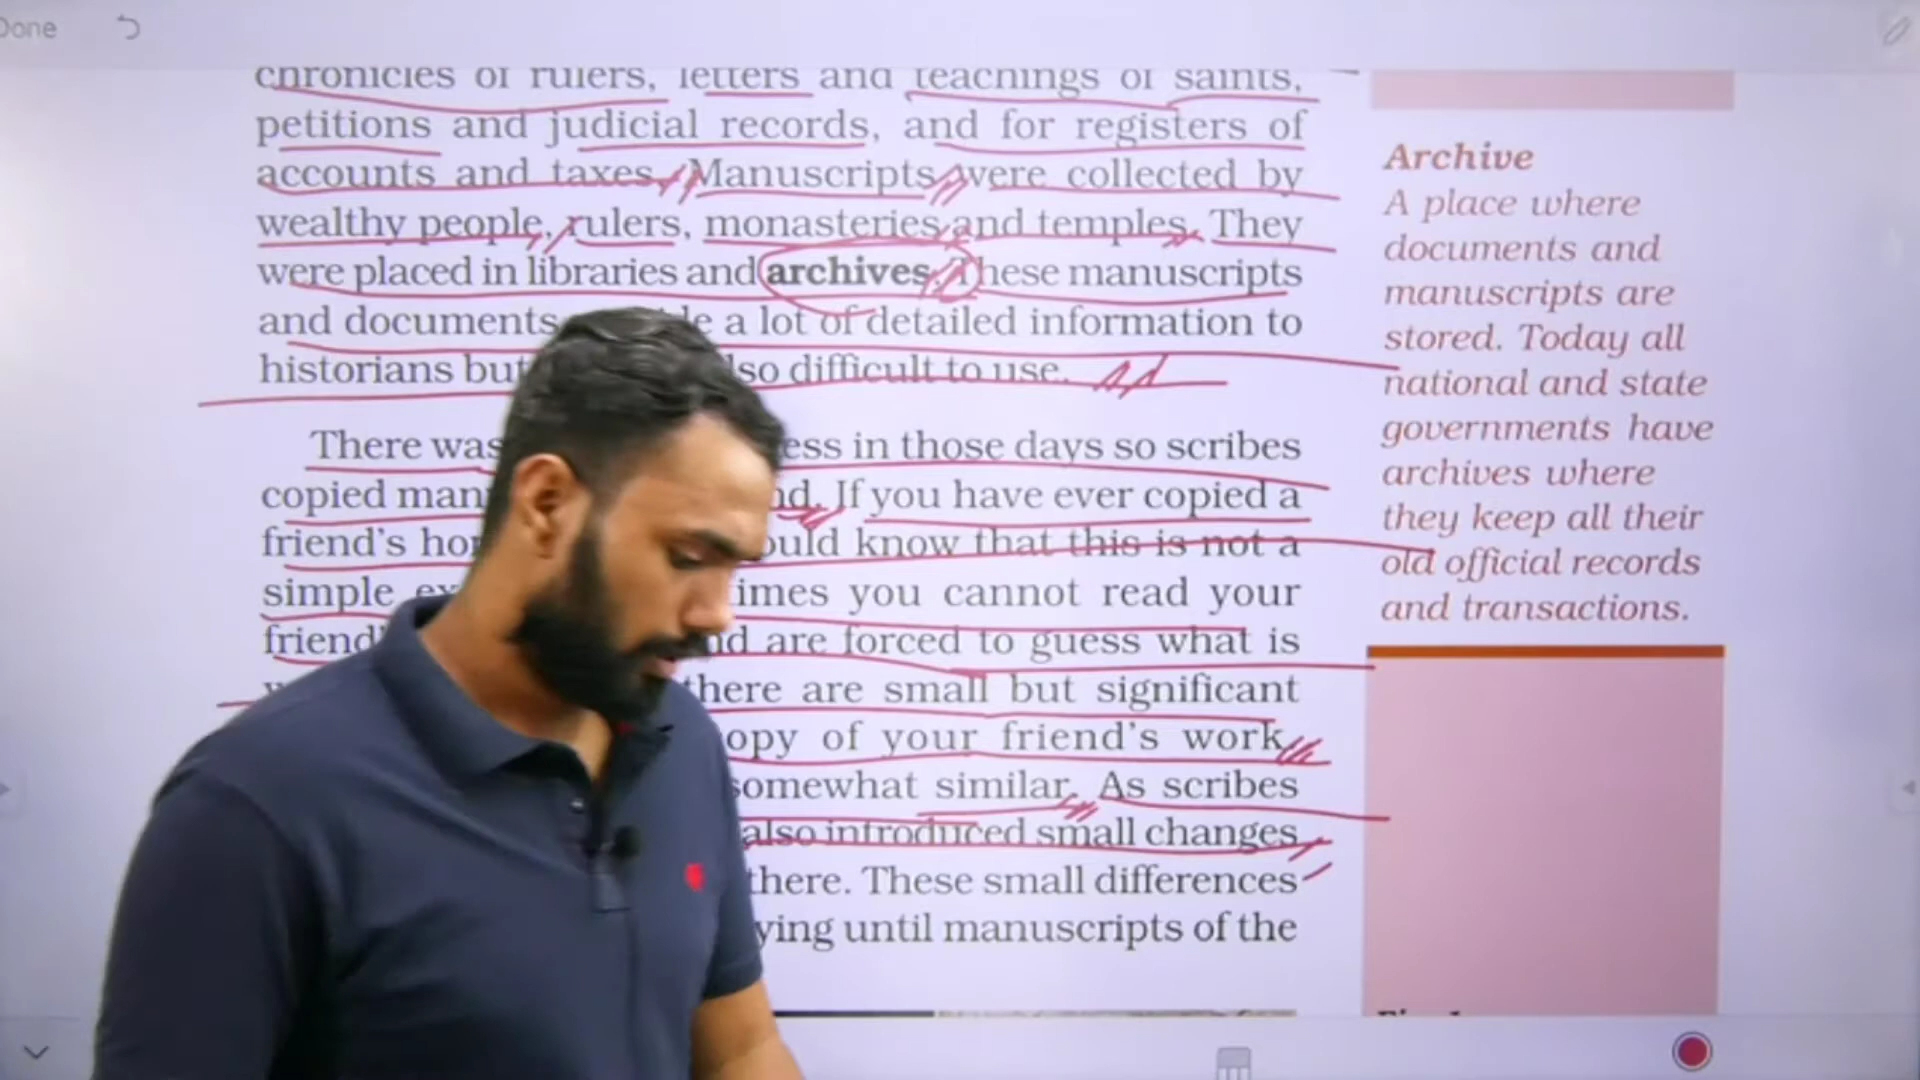 Done
chronicles of rulers, letters and teachings of saints,
petitions and judicial records, and for registers of
accounts and taxes. Manuscripts were collected by
wealthy people, rulers, monasteries and temples. They
were placed in libraries and archives. These manuscripts
and documents a lot of detailed information to
historians but difficult to use.
There was in those days so scribes
copied If you have ever copied a
friend's know that this is not a
simple you cannot read your
are forced to guess what is
there are small but significant
of your friend's work.
somewhat similar. As scribes
also introduced small changes,
there. These small differences
until manuscripts of the
Archive
A place where
documents and
manuscripts are
stored. Today all
national and state
governments have
archives where
they keep all their
old official records
and transactions.